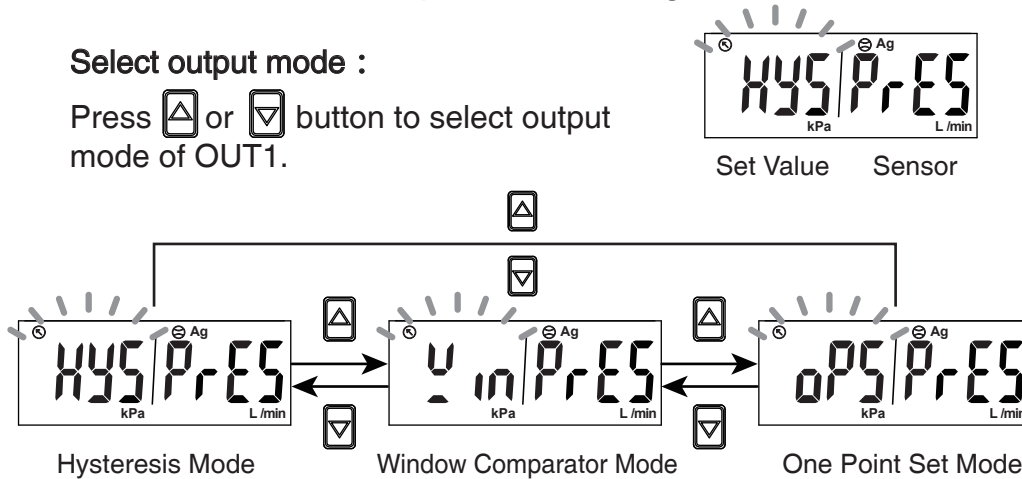 Select output mode :
Press or button to select output
mode of OUT1.
Ag
HYS PrES
kPa L/min
Set Value Sensor
Ag Ag Ag
HYS PrES win PrES oPS PrES
kPa L/min kPa L/min kPa L/min
Hysteresis Mode Window Comparator Mode One Point Set Mode